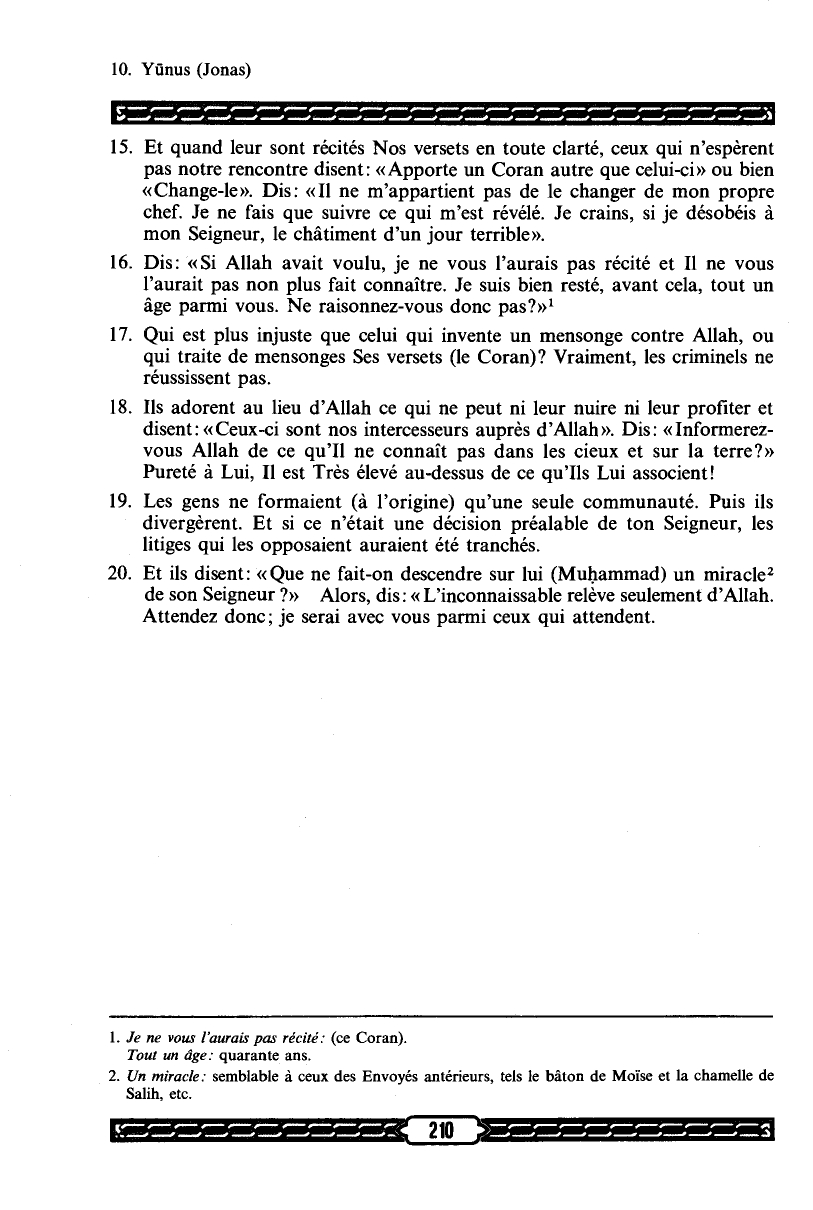 10. Yūnus (Jonas)
15. Et quand leur sont récités Nos versets en toute clarté, ceux qui n'espèrent
pas notre rencontre disent: «Apporte un Coran autre que celui-ci» ou bien
«Change-le». Dis: «Il ne m'appartient pas de le changer de mon propre
chef. Je ne fais que suivre ce qui m'est révélé. Je crains, si je désobéis à
mon Seigneur, le châtiment d'un jour terrible».
16. Dis: «Si Allah avait voulu, je ne vous l'aurais pas récité et Il ne vous
l'aurait pas non plus fait connaître. Je suis bien resté, avant cela, tout un
âge parmi vous. Ne raisonnez-vous donc pas?»¹
17. Qui est plus injuste que celui qui invente un mensonge contre Allah, ou
qui traite de mensonges Ses versets (le Coran)? Vraiment, les criminels ne
réussissent pas.
18. Ils adorent au lieu d'Allah ce qui ne peut ni leur nuire ni leur profiter et
disent: «Ceux-ci sont nos intercesseurs auprès d'Allah». Dis: «Informerez-
vous Allah de ce qu'Il ne connaît pas dans les cieux et sur la terre?»
Pureté à Lui, Il est Très élevé au-dessus de ce qu'Ils Lui associent!
19. Les gens ne formaient (à l'origine) qu'une seule communauté. Puis ils
divergèrent. Et si ce n'était une décision préalable de ton Seigneur, les
litiges qui les opposaient auraient été tranchés.
20. Et ils disent: «Que ne fait-on descendre sur lui (Muḥammad) un miracle²
de son Seigneur ?» Alors, dis: «L'inconnaissable relève seulement d'Allah.
Attendez donc; je serai avec vous parmi ceux qui attendent.
1. Je ne vous l'aurais pas récité: (ce Coran).
Tout un âge: quarante ans.
2. Un miracle: semblable à ceux des Envoyés antérieurs, tels le bâton de Moïse et la chamelle de
Salih, etc.
210